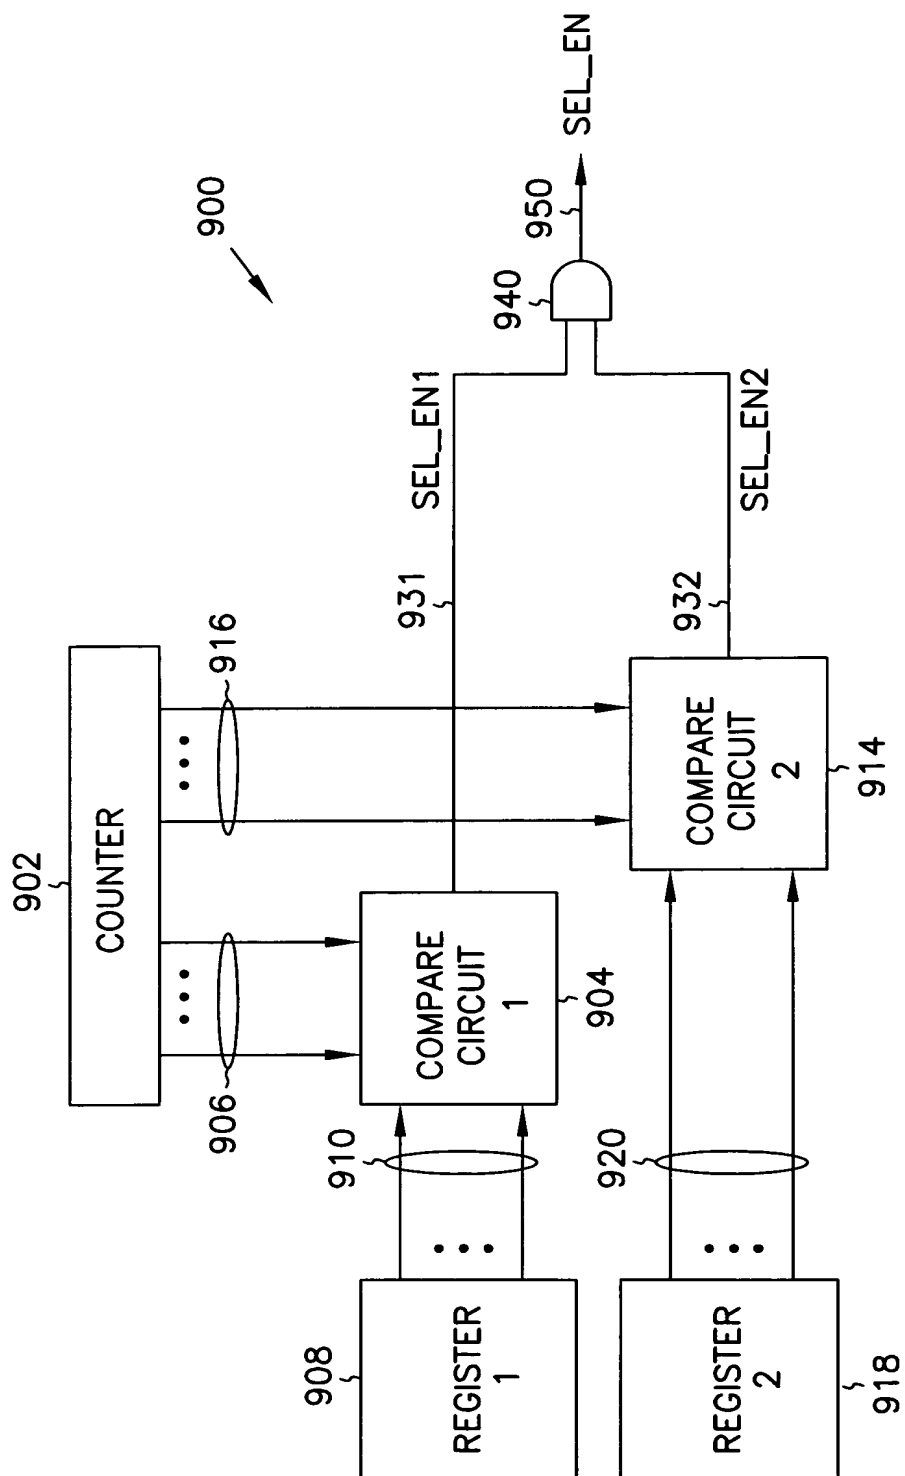 900
902
COUNTER
906
916
908
REGISTER
1
910
COMPARE
CIRCUIT
1
904
931
SEL_EN1
940
950
SEL_EN
918
REGISTER
2
920
COMPARE
CIRCUIT
2
914
932
SEL_EN2